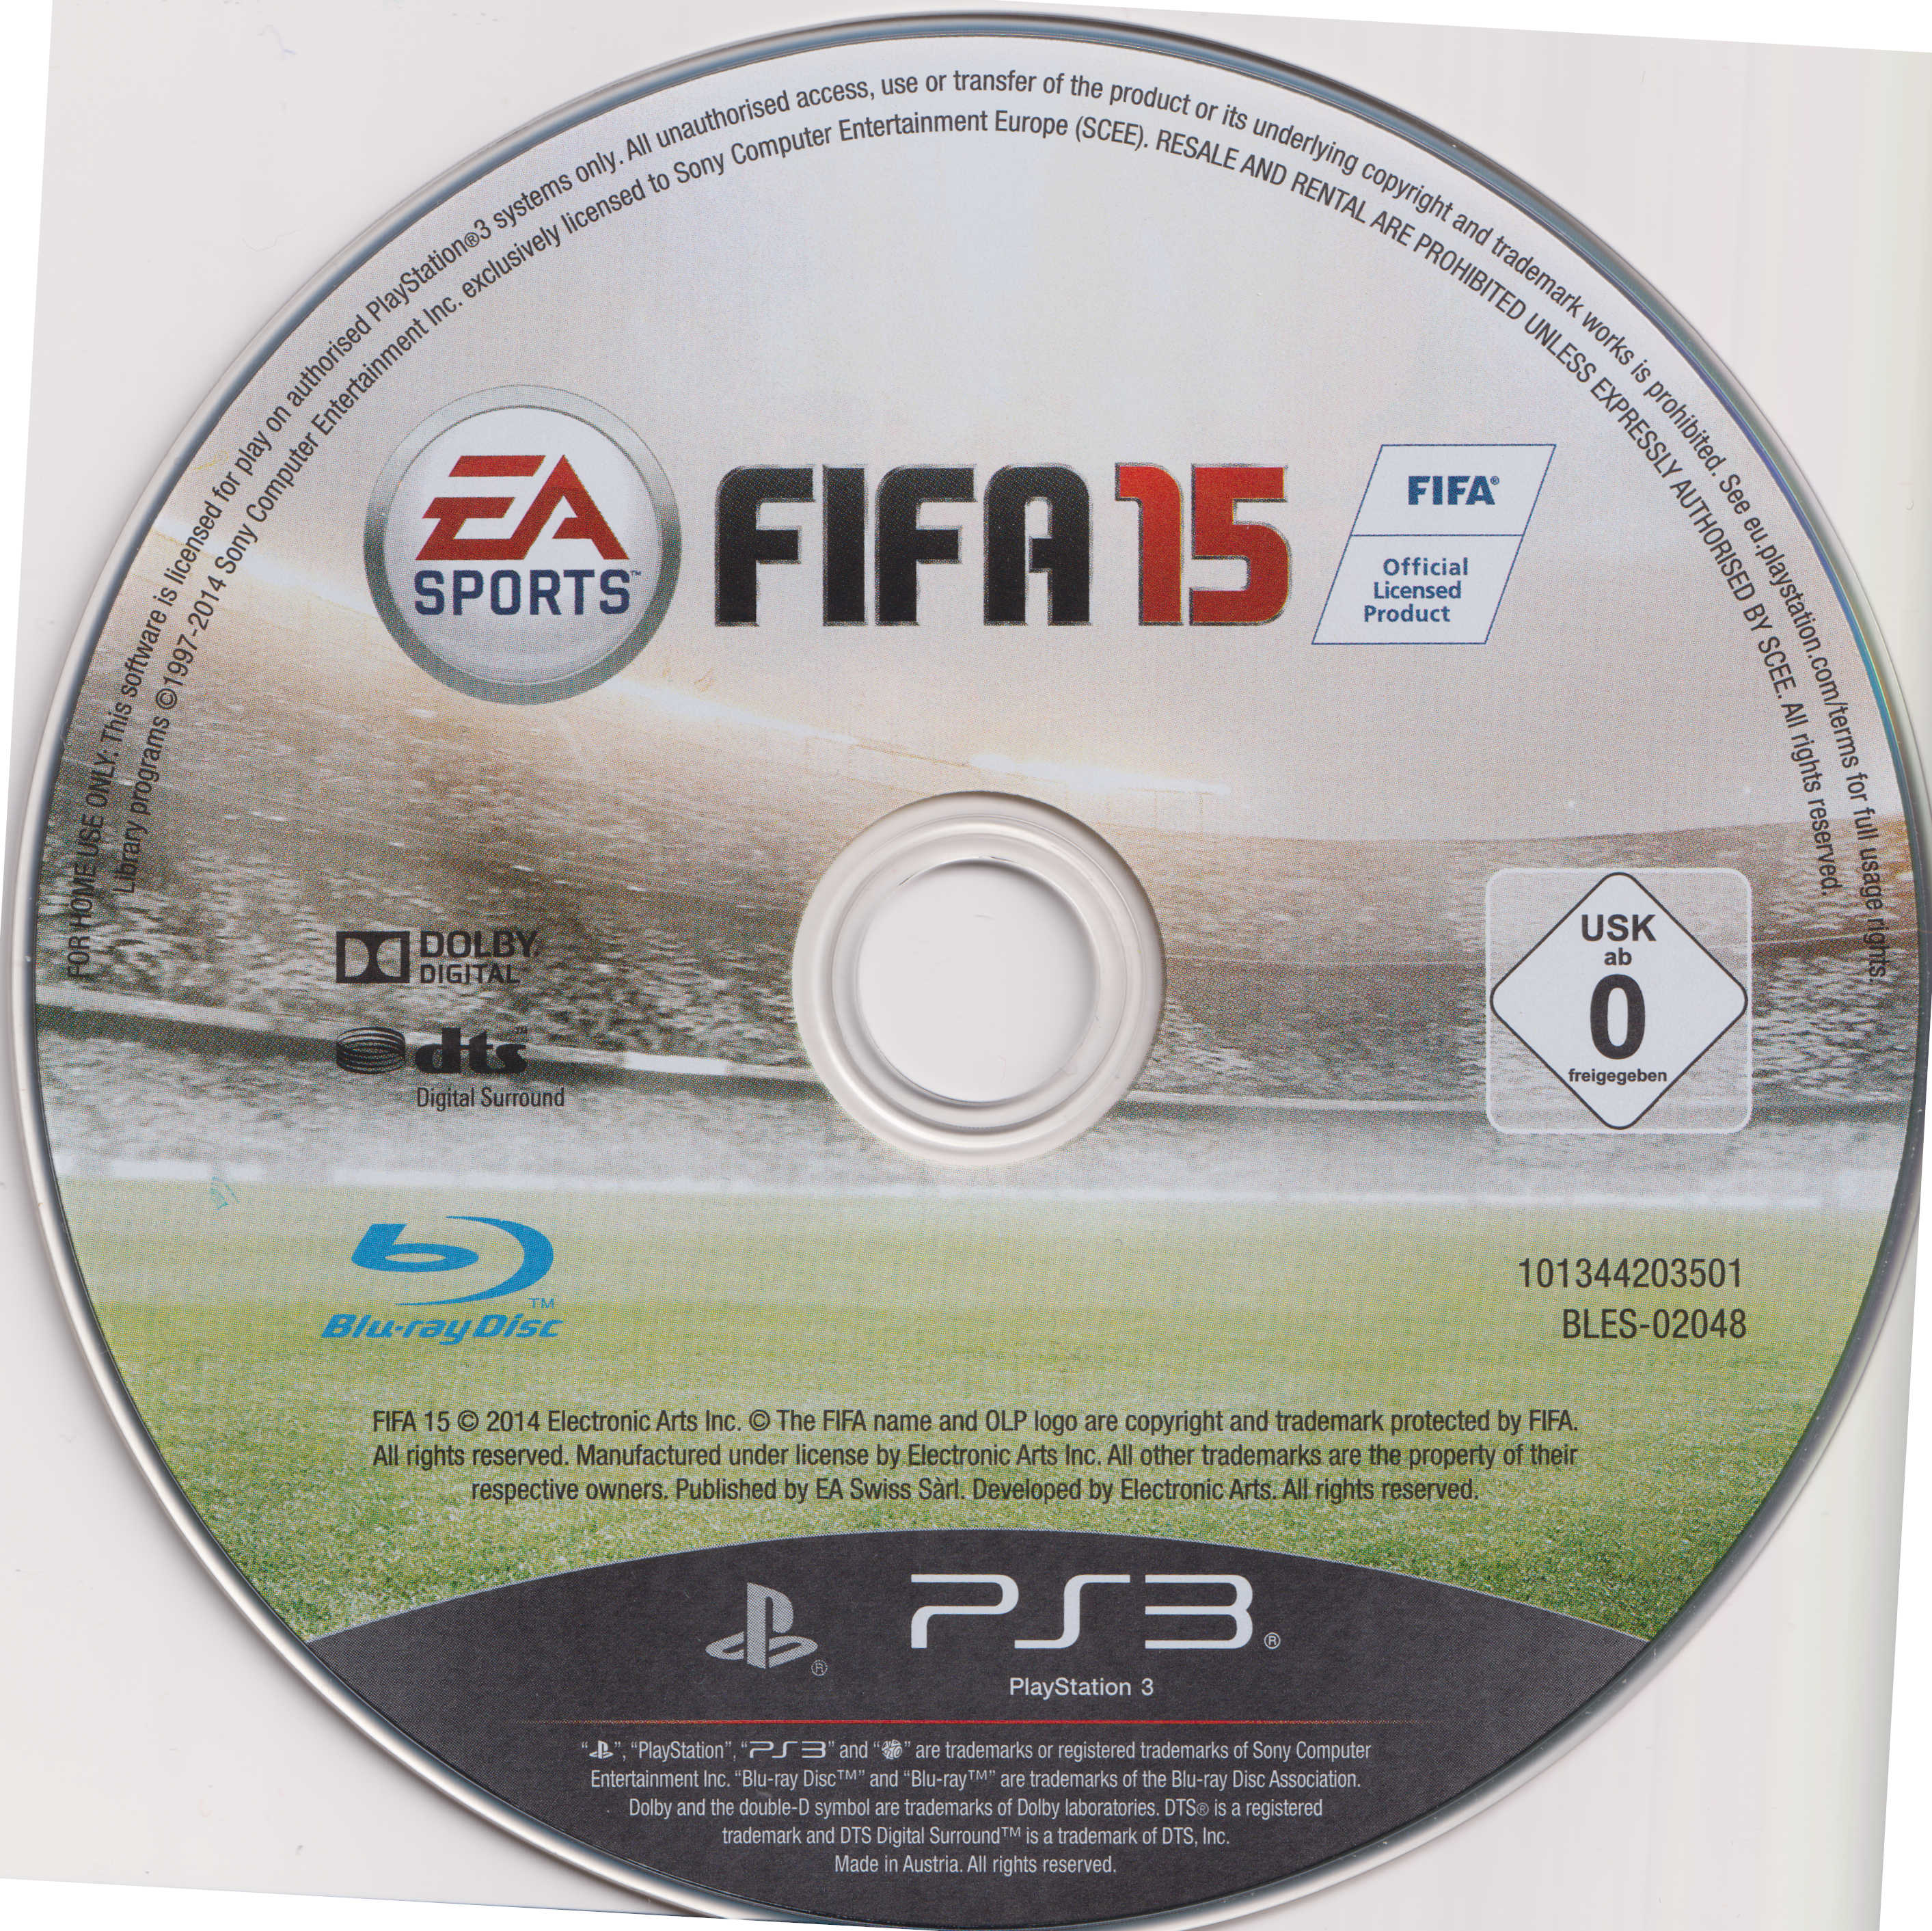 FOR HOME USE ONLY: This software is licensed for play on authorised PlayStation®3 systems only. All unauthorised access, use or transfer of the product or its underlying copyright and trademark works is prohibited. See eu.playstation.com/terms for full usage rights.
Library programs ©1997-2014 Sony Computer Entertainment Inc. exclusively licensed to Sony Computer Entertainment Europe (SCEE). RESALE AND RENTAL ARE PROHIBITED UNLESS EXPRESSLY AUTHORISED BY SCEE. All rights reserved.
EA
SPORTS™
FIFA 15
FIFA®
Official
Licensed
Product
DOLBY
DIGITAL
dts™
Digital Surround
USK
ab
0
freigegeben
Blu-ray Disc™
101344203501
BLES-02048
FIFA 15 © 2014 Electronic Arts Inc. © The FIFA name and OLP logo are copyright and trademark protected by FIFA.
All rights reserved. Manufactured under license by Electronic Arts Inc. All other trademarks are the property of their
respective owners. Published by EA Swiss Sàrl. Developed by Electronic Arts. All rights reserved.
PS3®
PlayStation 3
“ ”, “PlayStation”, “PS3” and “ ” are trademarks or registered trademarks of Sony Computer
Entertainment Inc. “Blu-ray Disc™” and “Blu-ray™” are trademarks of the Blu-ray Disc Association.
Dolby and the double-D symbol are trademarks of Dolby laboratories. DTS® is a registered
trademark and DTS Digital Surround™ is a trademark of DTS, Inc.
Made in Austria. All rights reserved.